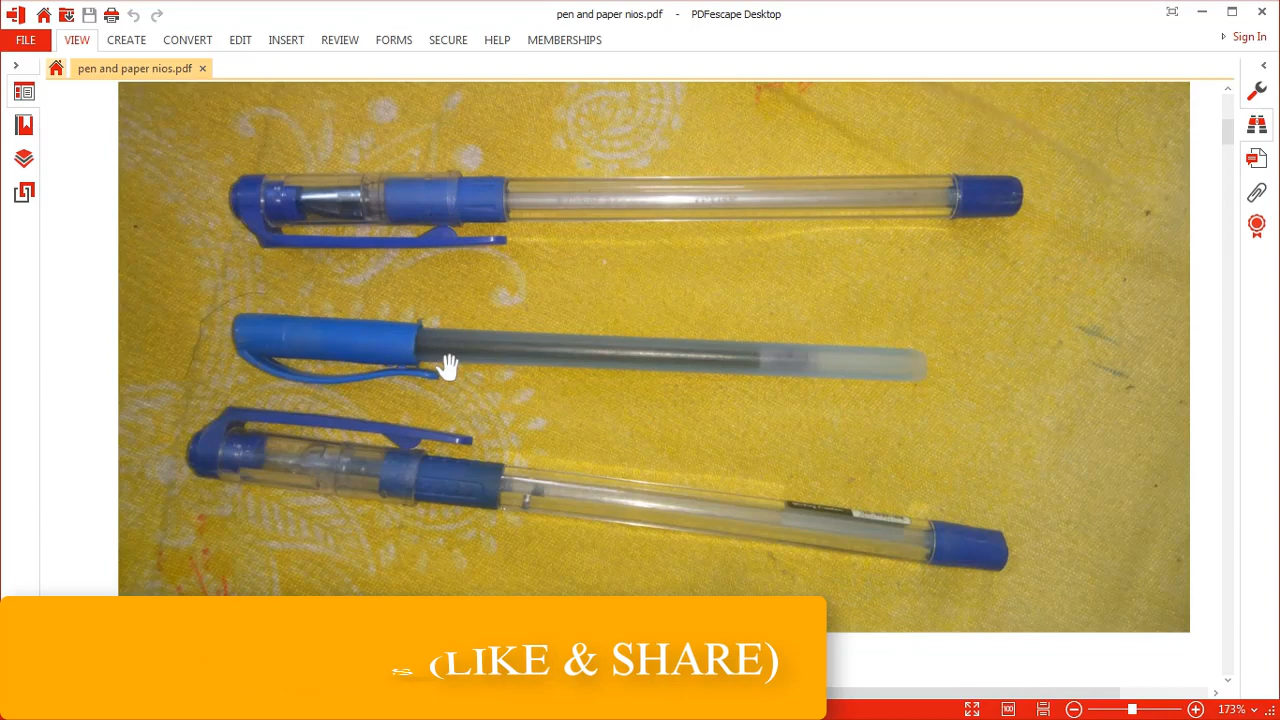 pen and paper nios.pdf - PDFescape Desktop
FILE VIEW CREATE CONVERT EDIT INSERT REVIEW FORMS SECURE HELP MEMBERSHIPS Sign In
pen and paper nios.pdf
(LIKE & SHARE)
100 173%